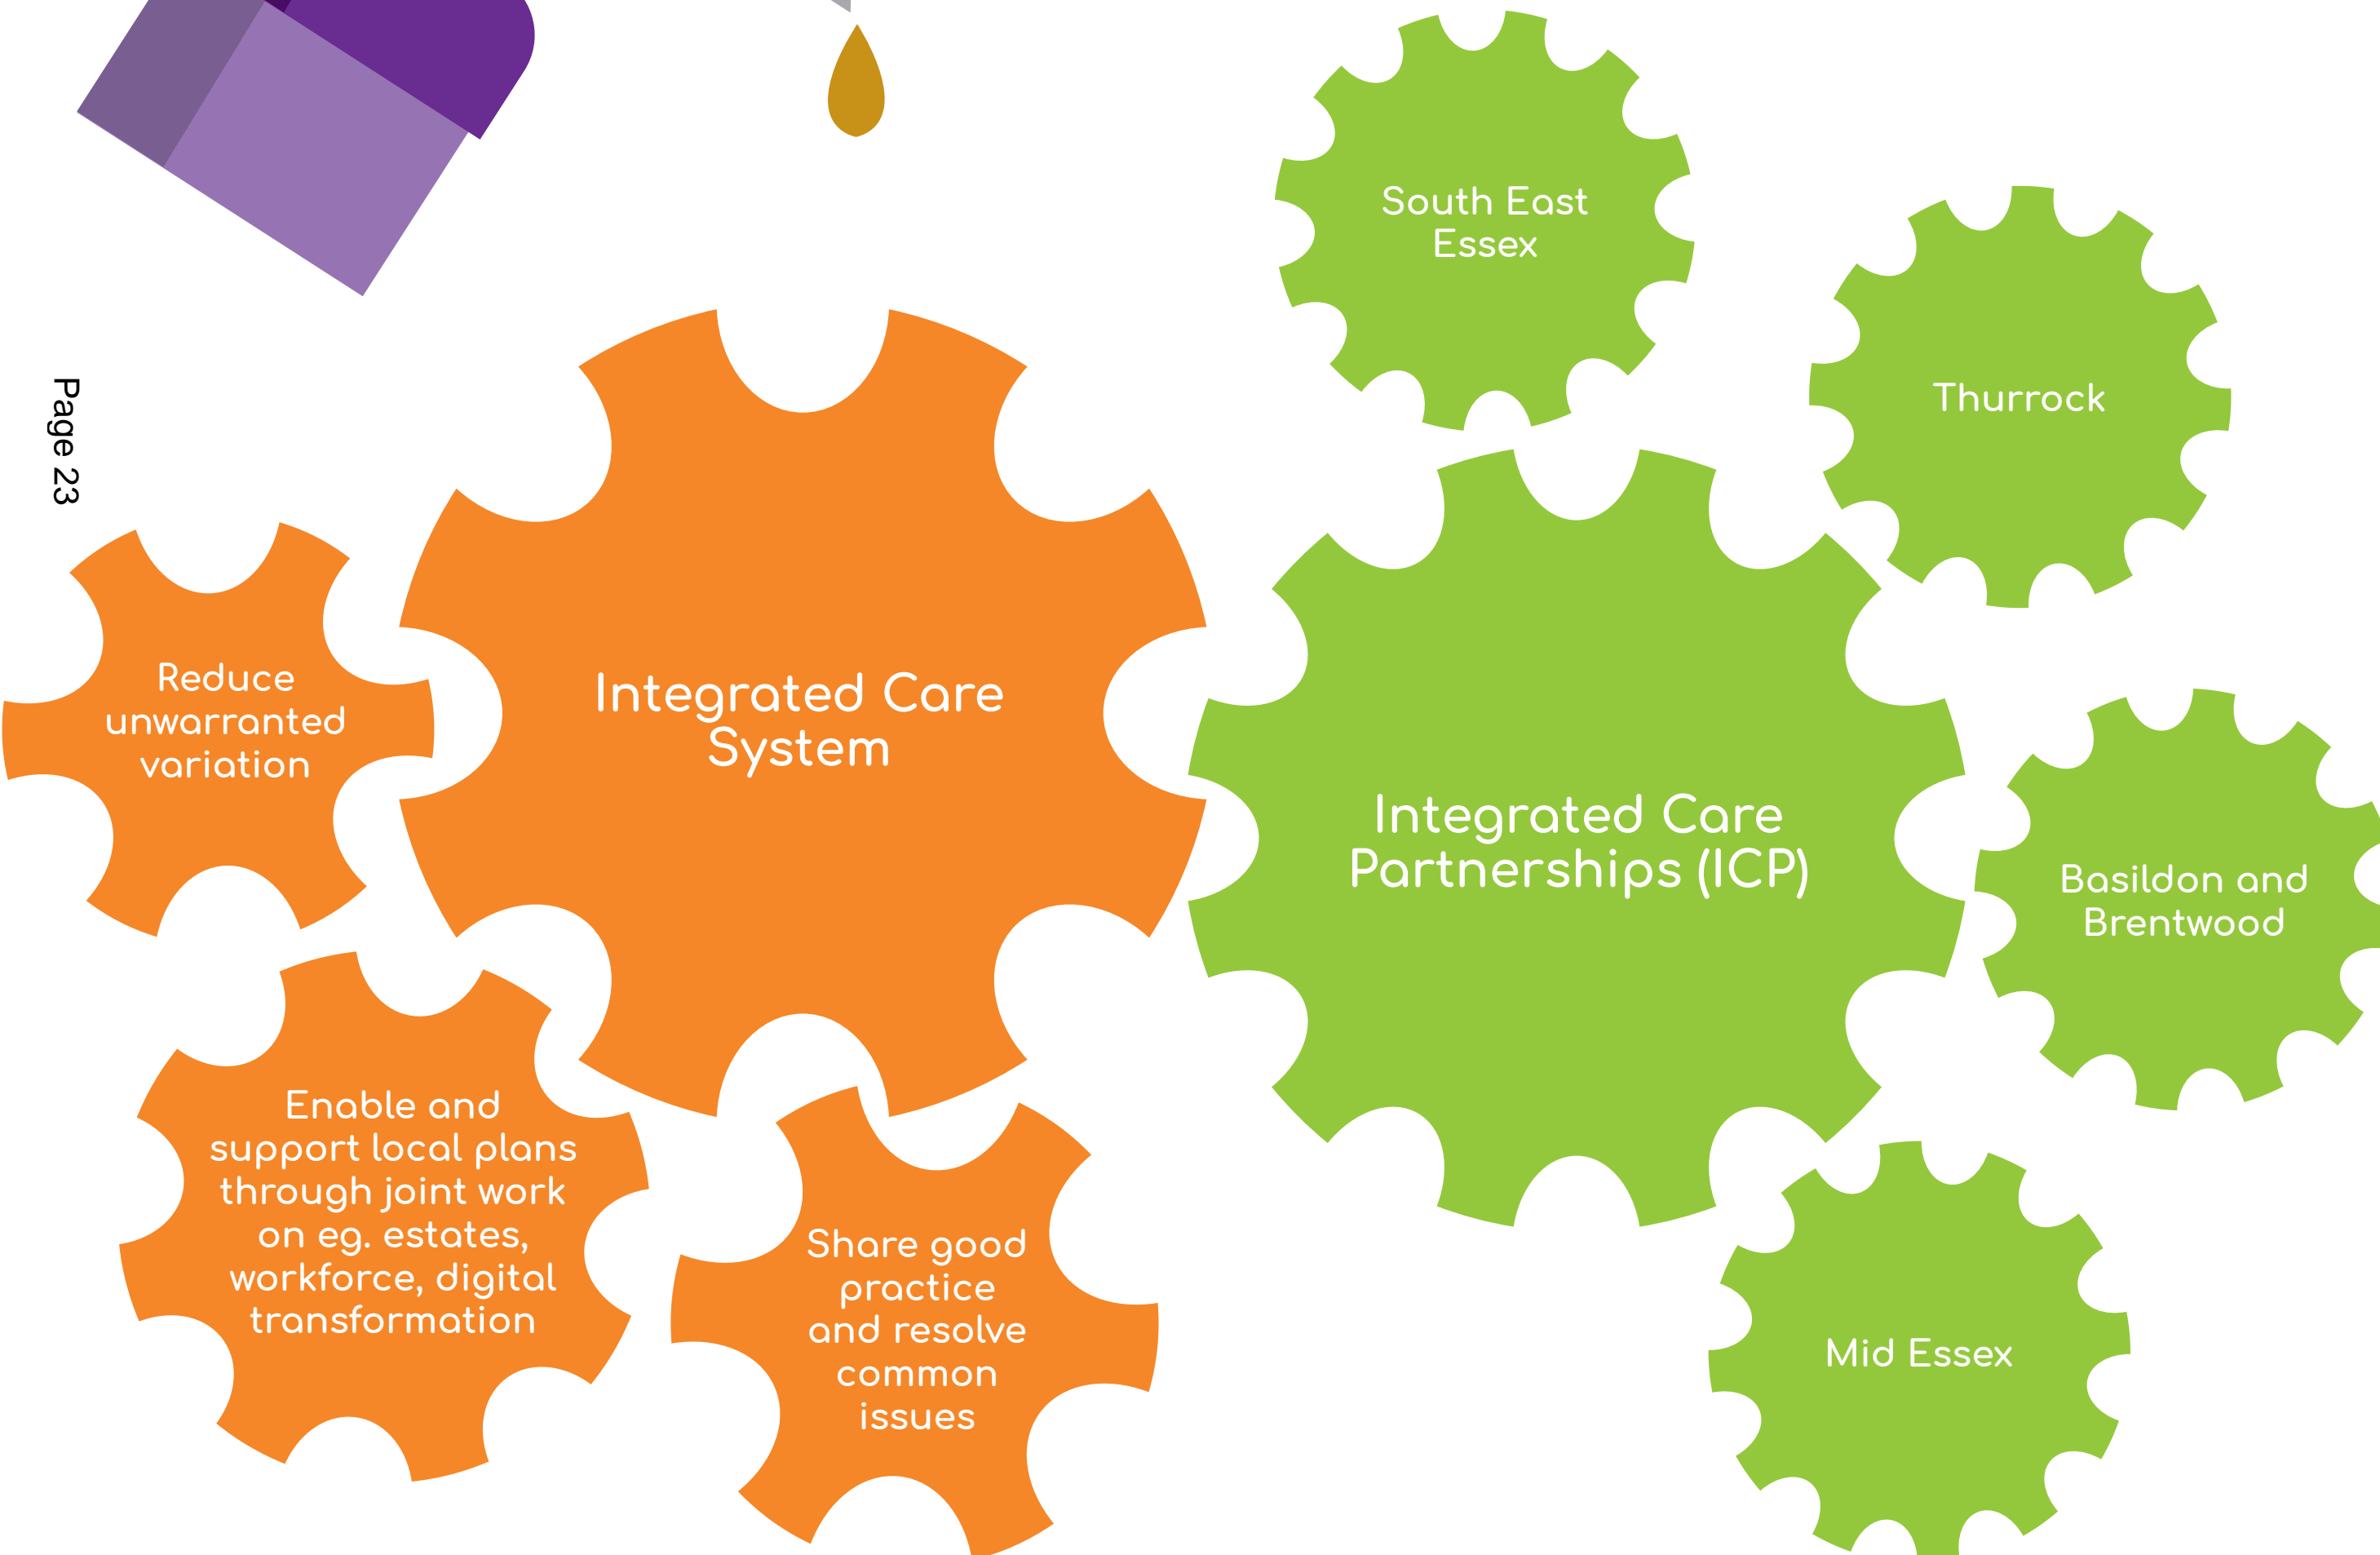 Page 23
South East
Essex
Thurrock
Reduce
unwarranted
variation
Integrated Care
System
Integrated Care
Partnerships (ICP)
Basildon and
Brentwood
Enable and
support local plans
through joint work
on eg. estates,
workforce, digital
transformation
Share good
practice
and resolve
common
issues
Mid Essex